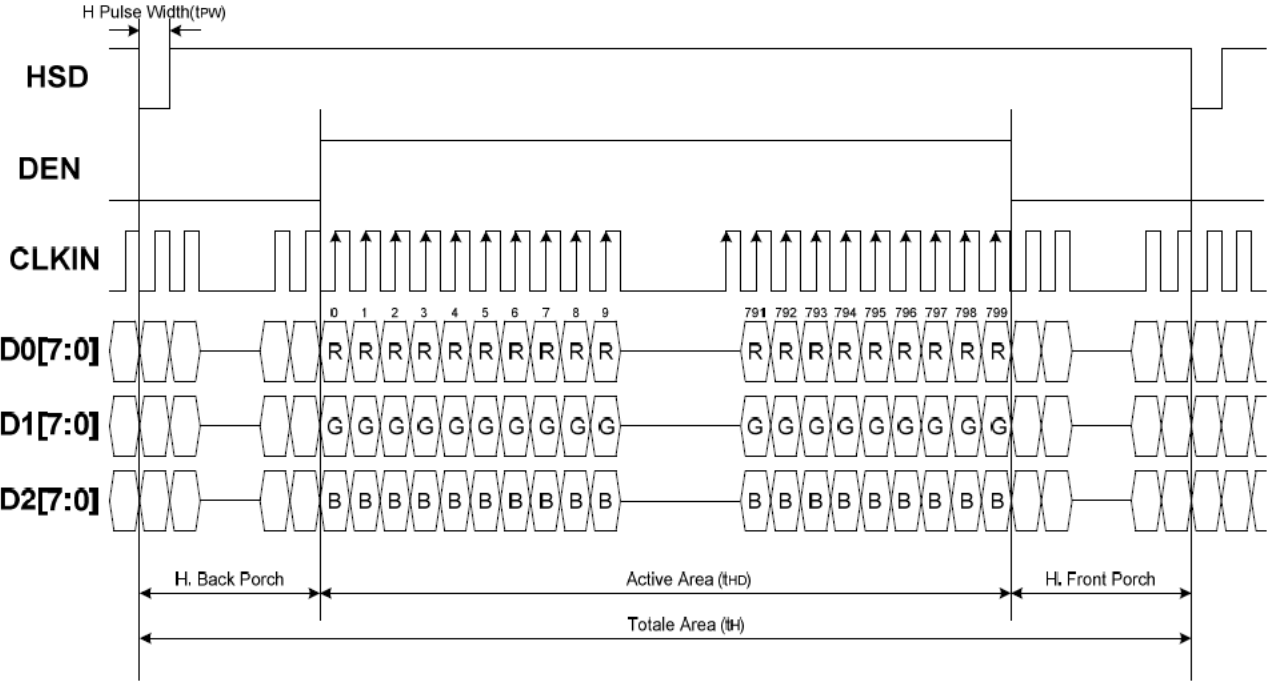 H Pulse Width(tPW)
HSD
DEN
CLKIN
0 1 2 3 4 5 6 7 8 9 791 792 793 794 795 796 797 798 799
D0[7:0] R R R R R R R R R R R R R R R R R R R
D1[7:0] G G G G G G G G G G G G G G G G G G G
D2[7:0] B B B B B B B B B B B B B B B B B B B
H. Back Porch Active Area (tHD) H. Front Porch
Totale Area (tH)